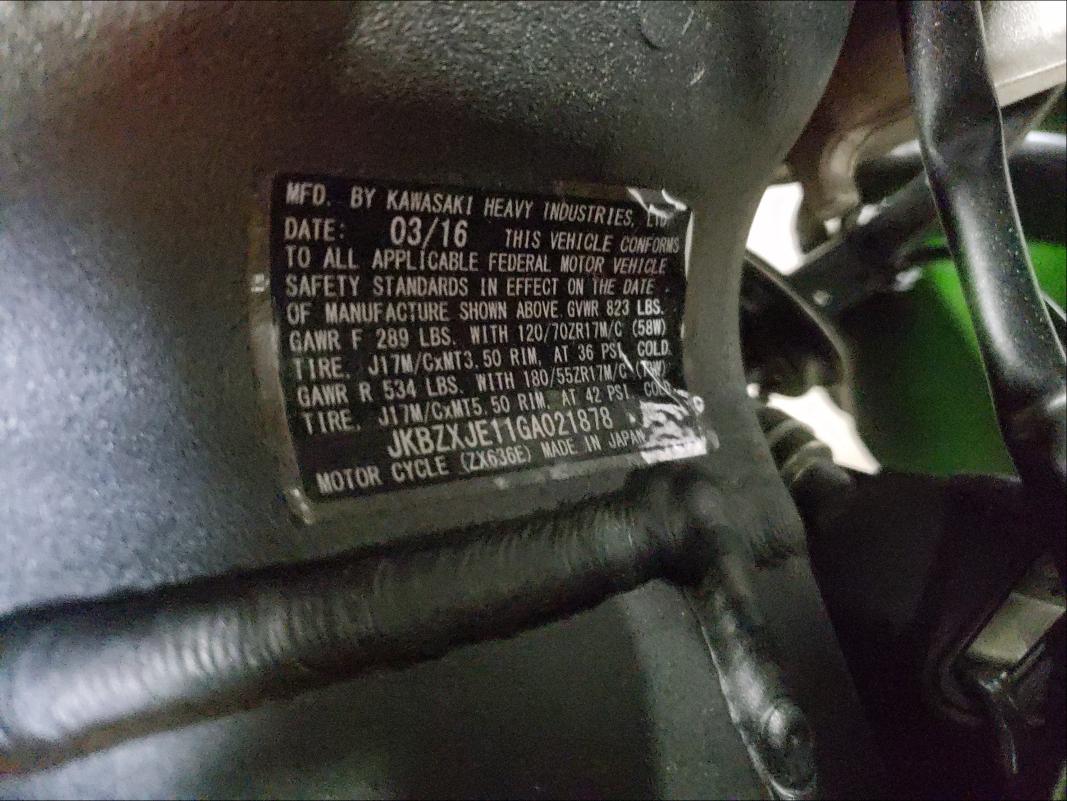 MFD. BY KAWASAKI HEAVY INDUSTRIES, LTD.
DATE: 03/16 THIS VEHICLE CONFORMS
TO ALL APPLICABLE FEDERAL MOTOR VEHICLE
SAFETY STANDARDS IN EFFECT ON THE DATE
OF MANUFACTURE SHOWN ABOVE.GVWR 823 LBS.
GAWR F 289 LBS. WITH 120/70ZR17M/C (58W)
TIRE, J17M/CxMT3.50 RIM, AT 36 PSI, COLD.
GAWR R 534 LBS. WITH 180/55ZR17M/C
TIRE, J17M/CxMT5.50 RIM, AT 42 PSI, COLD
JKBZXJE11GA021878
MOTOR CYCLE (ZX636E) MADE IN JAPAN